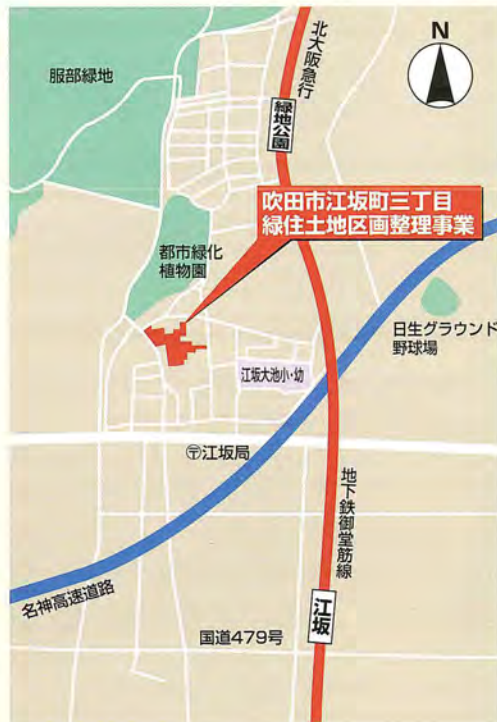 服部緑地
北大阪急行
N
緑地公園
吹田市江坂町三丁目
緑住土地区画整理事業
都市緑化
植物園
日生グラウンド
野球場
江坂大池小・幼
〒江坂局
地下鉄御堂筋線
名神高速道路
江坂
国道479号